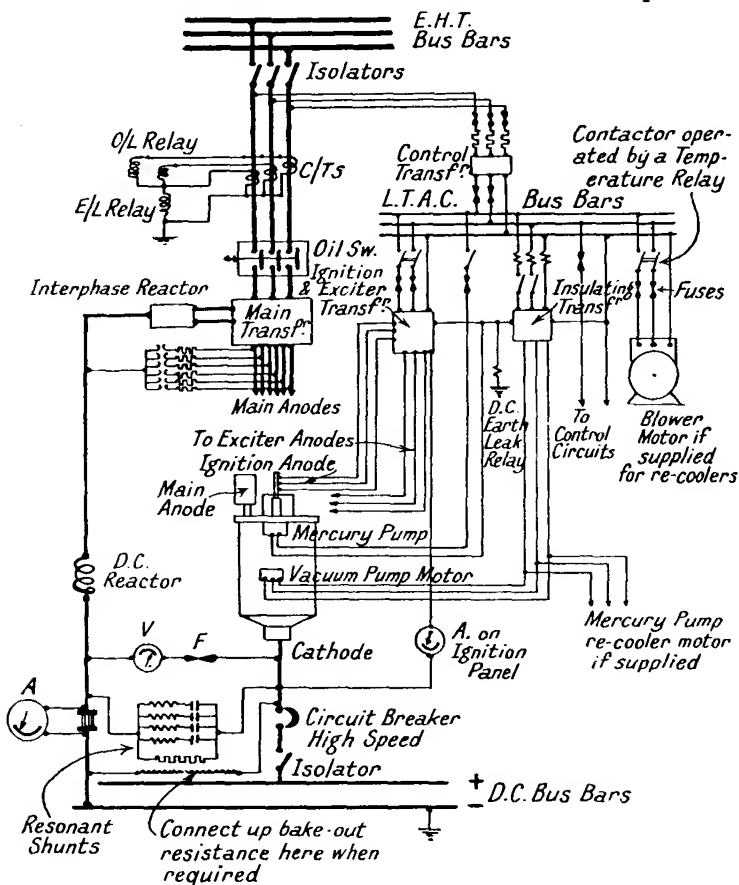 E.H.T.
Bus Bars
Isolators
O/L Relay
C/Ts
E/L Relay
Control
Transfr.
Contactor oper-
ated by a Temp-
erature Relay
L.T.A.C. Bus Bars
Oil Sw.
Ignition
& Exciter
Transfr.
Insulating
Transfr.
Fuses
Interphase Reactor
Main
Transfr.
Main Anodes
D.C.
Earth
Leak
Relay
To
Control
Circuits
Blower
Motor if
supplied
for re-coolers
To Exciter Anodes
Ignition Anode
Main
Anode
Mercury Pump
Vacuum Pump Motor
D.C.
Reactor
Mercury Pump
re-cooler motor
if supplied
V
F
Cathode
A. on
Ignition
Panel
A
Circuit Breaker
High Speed
Isolator
+
- D.C. Bus Bars
Resonant
Shunts
Connect up bake-out
resistance here when
required